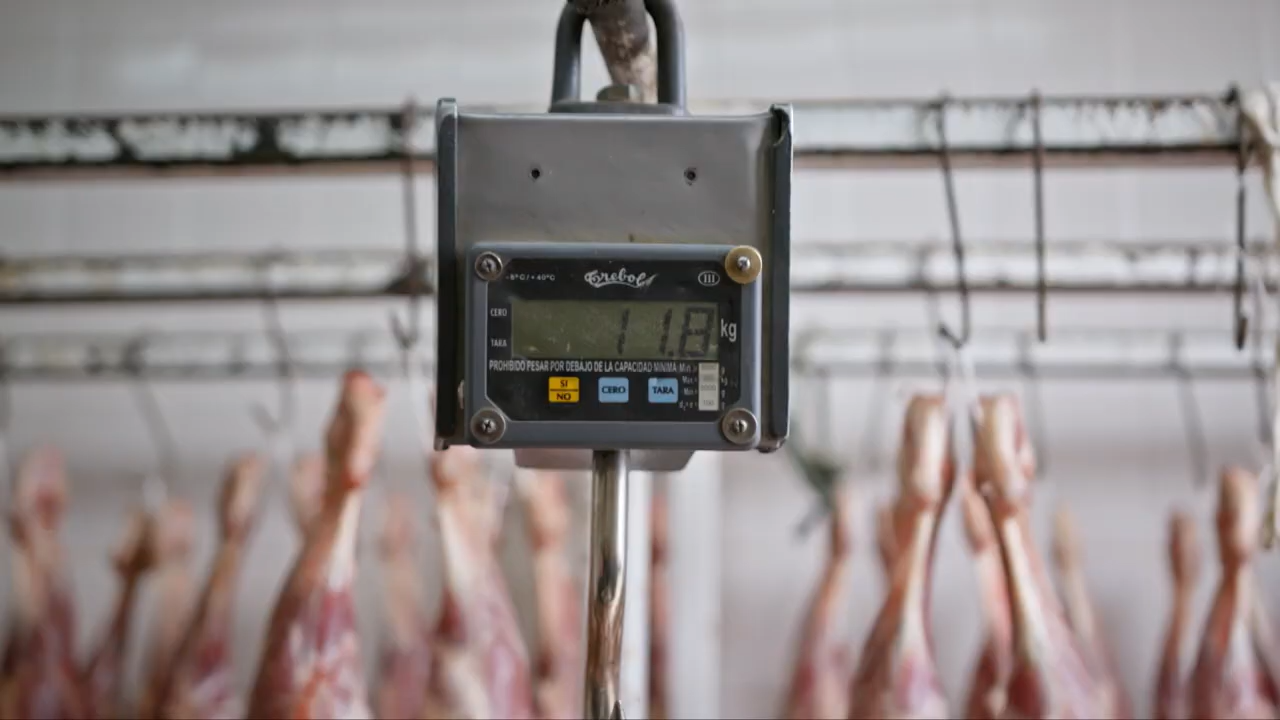 -5°C / + 40°C
Trebol
III
CERO
TARA
11.8 kg
PROHIBIDO PESAR POR DEBAJO DE LA CAPACIDAD MINIMA
SI
NO
CERO
TARA